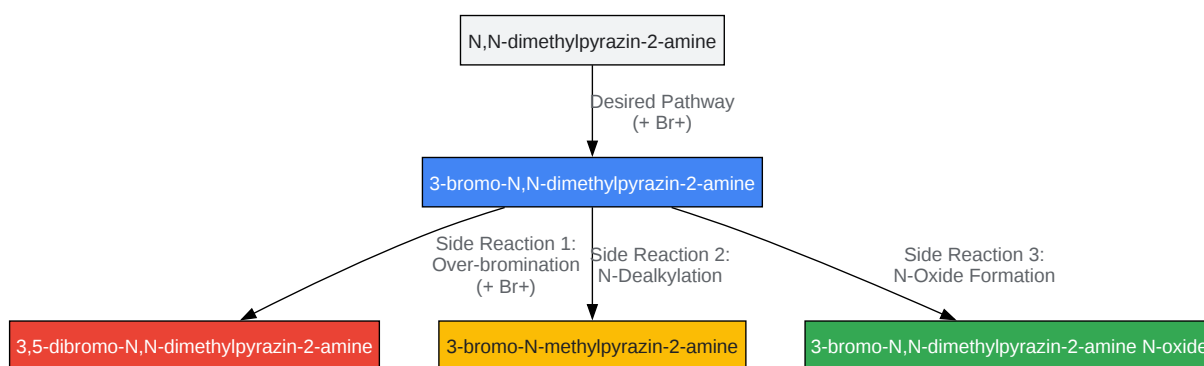 N,N-dimethylpyrazin-2-amine
Desired Pathway
(+ Br+)
3-bromo-N,N-dimethylpyrazin-2-amine
Side Reaction 1:
Over-bromination
(+ Br+)
Side Reaction 2:
N-Dealkylation
Side Reaction 3:
N-Oxide Formation
3,5-dibromo-N,N-dimethylpyrazin-2-amine
3-bromo-N-methylpyrazin-2-amine
3-bromo-N,N-dimethylpyrazin-2-amine N-oxide